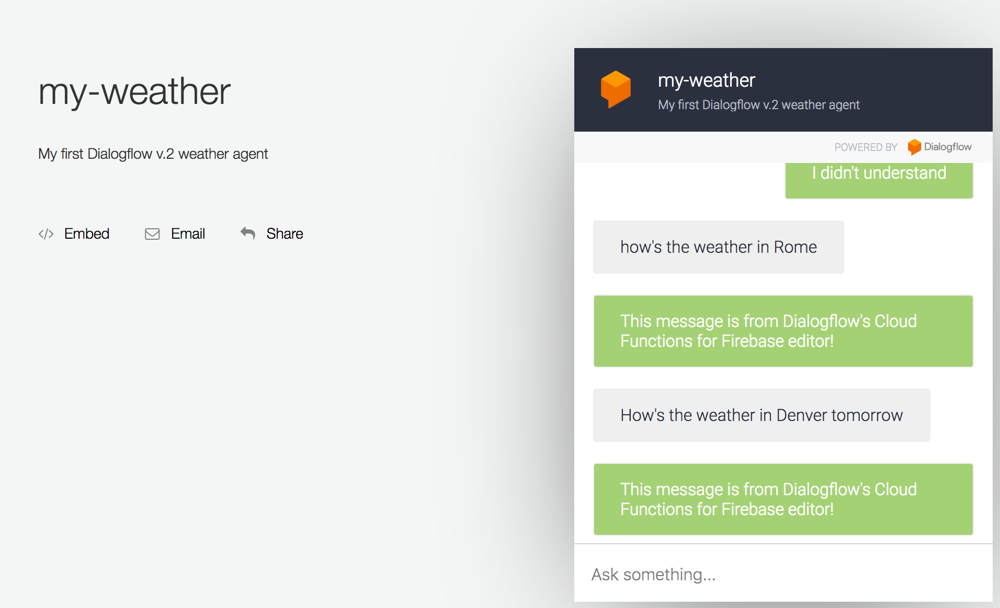 my-weather
My first Dialogflow v.2 weather agent
Embed
Email
Share
my-weather
My first Dialogflow v.2 weather agent
POWERED BY Dialogflow
I didn't understand
how's the weather in Rome
This message is from Dialogflow's Cloud
Functions for Firebase editor!
How's the weather in Denver tomorrow
This message is from Dialogflow's Cloud
Functions for Firebase editor!
Ask something...